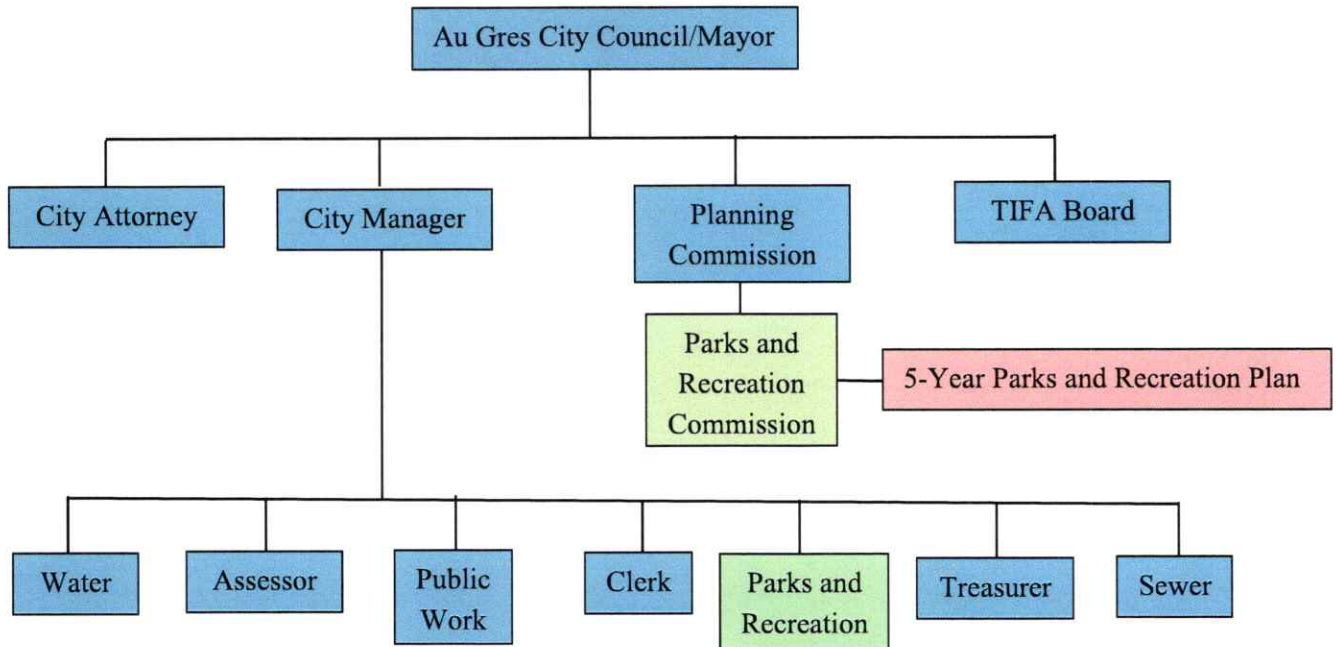 Au Gres City Council/Mayor
City Attorney
City Manager
Planning
Commission
TIFA Board
Parks and
Recreation
Commission
5-Year Parks and Recreation Plan
Water
Assessor
Public
Work
Clerk
Parks and
Recreation
Treasurer
Sewer